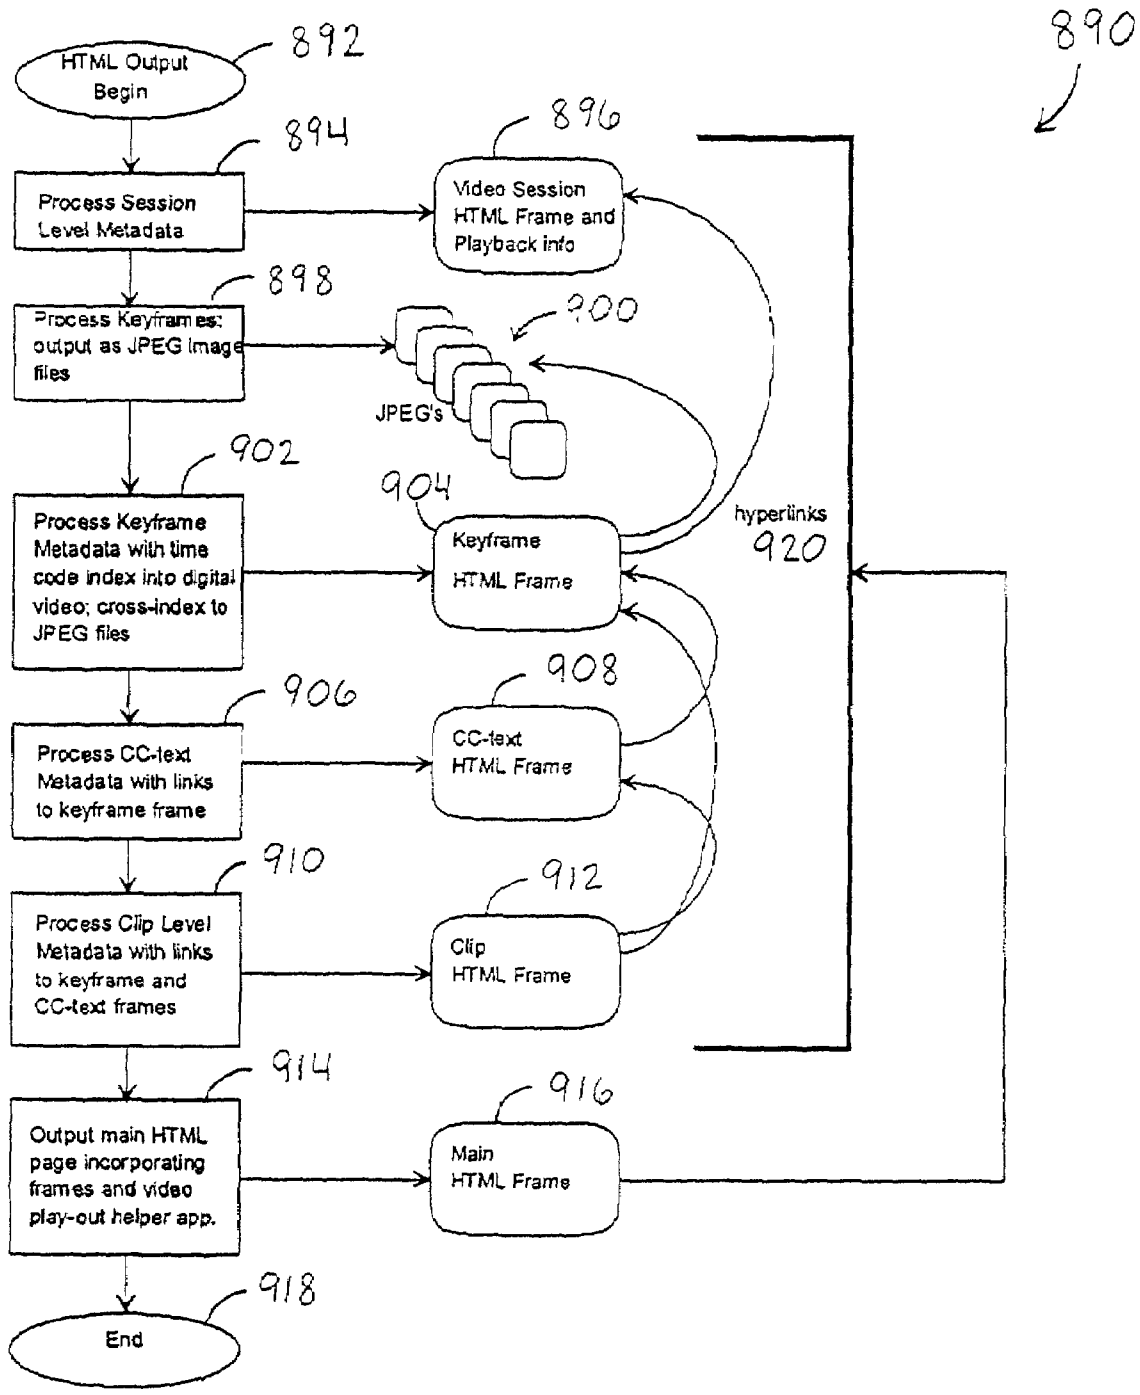 890
892
HTML Output
Begin
894
Process Session
Level Metadata
896
Video Session
HTML Frame and
Playback info
898
Process Keyframes:
output as JPEG image
files
900
JPEG's
902
Process Keyframe
Metadata with time
code index into digital
video; cross-index to
JPEG files
904
Keyframe
HTML Frame
hyperlinks
920
906
Process CC-text
Metadata with links
to keyframe frame
908
CC-text
HTML Frame
910
Process Clip Level
Metadata with links
to keyframe and
CC-text frames
912
Clip
HTML Frame
914
Output main HTML
page incorporating
frames and video
play-out helper app.
916
Main
HTML Frame
918
End